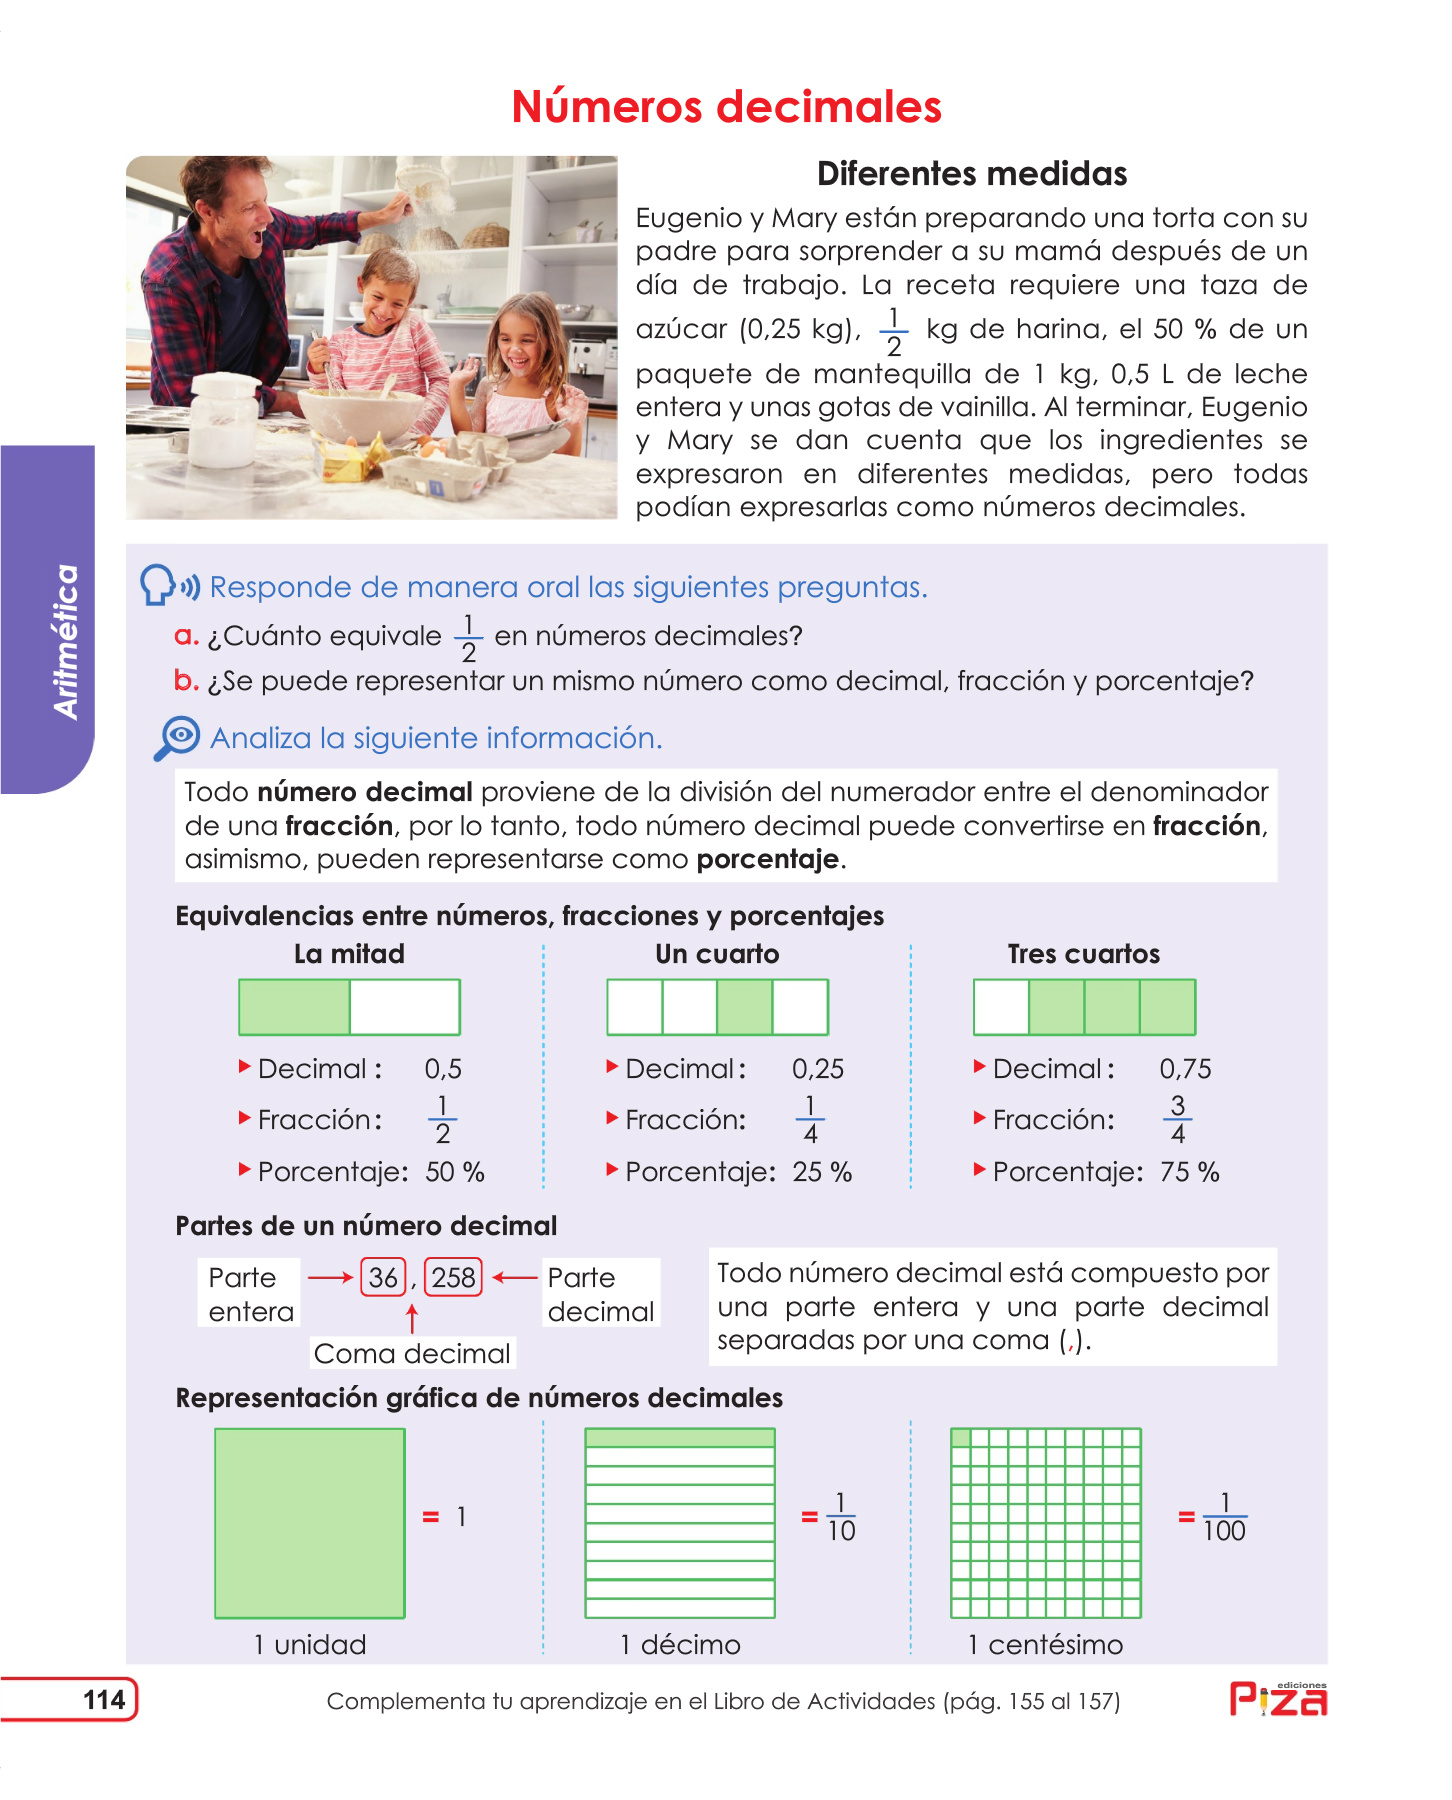 Números decimales
Diferentes medidas
Eugenio y Mary están preparando una torta con su
padre para sorprender a su mamá después de un
día de trabajo. La receta requiere una taza de
azúcar (0,25 kg), 1/2 kg de harina, el 50 % de un
paquete de mantequilla de 1 kg, 0,5 L de leche
entera y unas gotas de vainilla. Al terminar, Eugenio
y Mary se dan cuenta que los ingredientes se
expresaron en diferentes medidas, pero todas
podían expresarlas como números decimales.
Aritmética
Responde de manera oral las siguientes preguntas.
a. ¿Cuánto equivale 1/2 en números decimales?
b. ¿Se puede representar un mismo número como decimal, fracción y porcentaje?
Analiza la siguiente información.
Todo número decimal proviene de la división del numerador entre el denominador
de una fracción, por lo tanto, todo número decimal puede convertirse en fracción,
asimismo, pueden representarse como porcentaje.
Equivalencias entre números, fracciones y porcentajes
La mitad
Decimal : 0,5
Fracción : 1/2
Porcentaje: 50 %
Un cuarto
Decimal : 0,25
Fracción: 1/4
Porcentaje: 25 %
Tres cuartos
Decimal : 0,75
Fracción: 3/4
Porcentaje: 75 %
Partes de un número decimal
Parte
entera
36 , 258
Parte
decimal
Coma decimal
Todo número decimal está compuesto por
una parte entera y una parte decimal
separadas por una coma (,).
Representación gráfica de números decimales
= 1
1 unidad
= 1/10
1 décimo
= 1/100
1 centésimo
114
Complementa tu aprendizaje en el Libro de Actividades (pág. 155 al 157)
ediciones
Piza